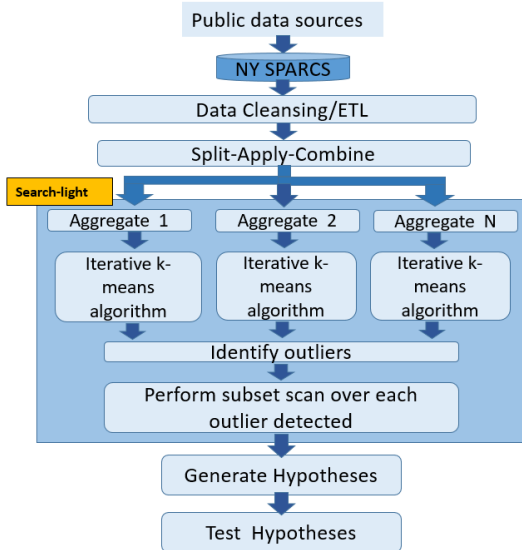 Public data sources
NY SPARCS
Data Cleansing/ETL
Split-Apply-Combine
Search-light
Aggregate 1
Aggregate 2
Aggregate N
Iterative k-
means
algorithm
Iterative k-
means
algorithm
Iterative k-
means
algorithm
Identify outliers
Perform subset scan over each
outlier detected
Generate Hypotheses
Test Hypotheses